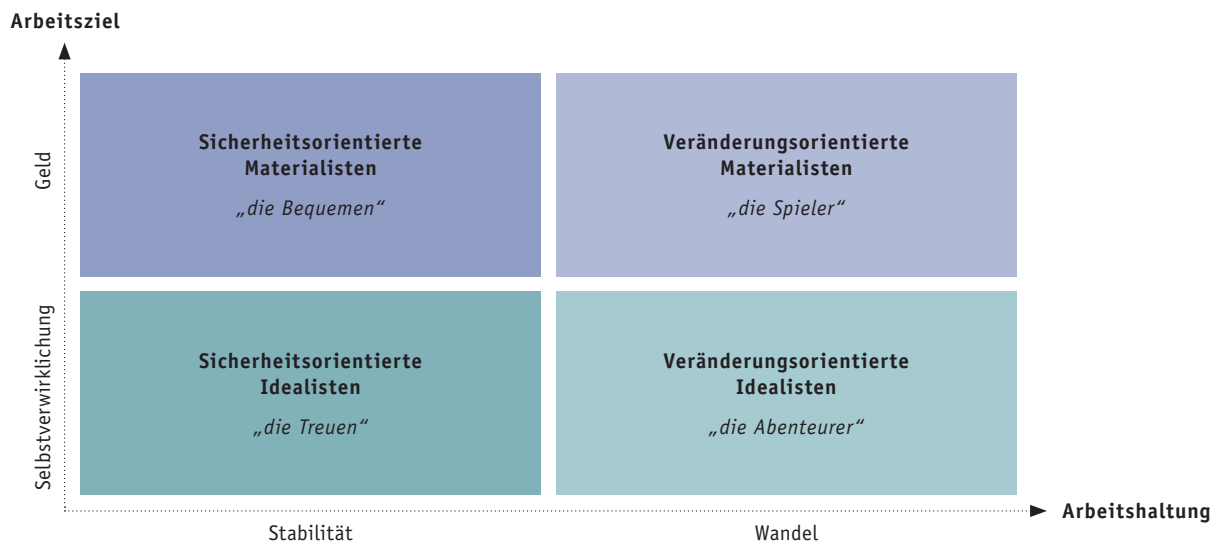 Arbeitsziel
Geld
Sicherheitsorientierte
Materialisten
„die Bequemen“
Veränderungsorientierte
Materialisten
„die Spieler“
Selbstverwirklichung
Sicherheitsorientierte
Idealisten
„die Treuen“
Veränderungsorientierte
Idealisten
„die Abenteurer“
Arbeitshaltung
Stabilität
Wandel